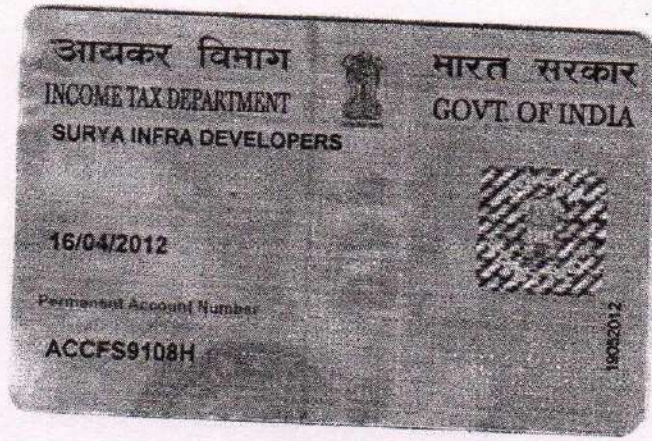 आयकर विभाग
INCOME TAX DEPARTMENT
SURYA INFRA DEVELOPERS
भारत सरकार
GOVT. OF INDIA
16/04/2012
Permanent Account Number
ACCFS9108H
19052012